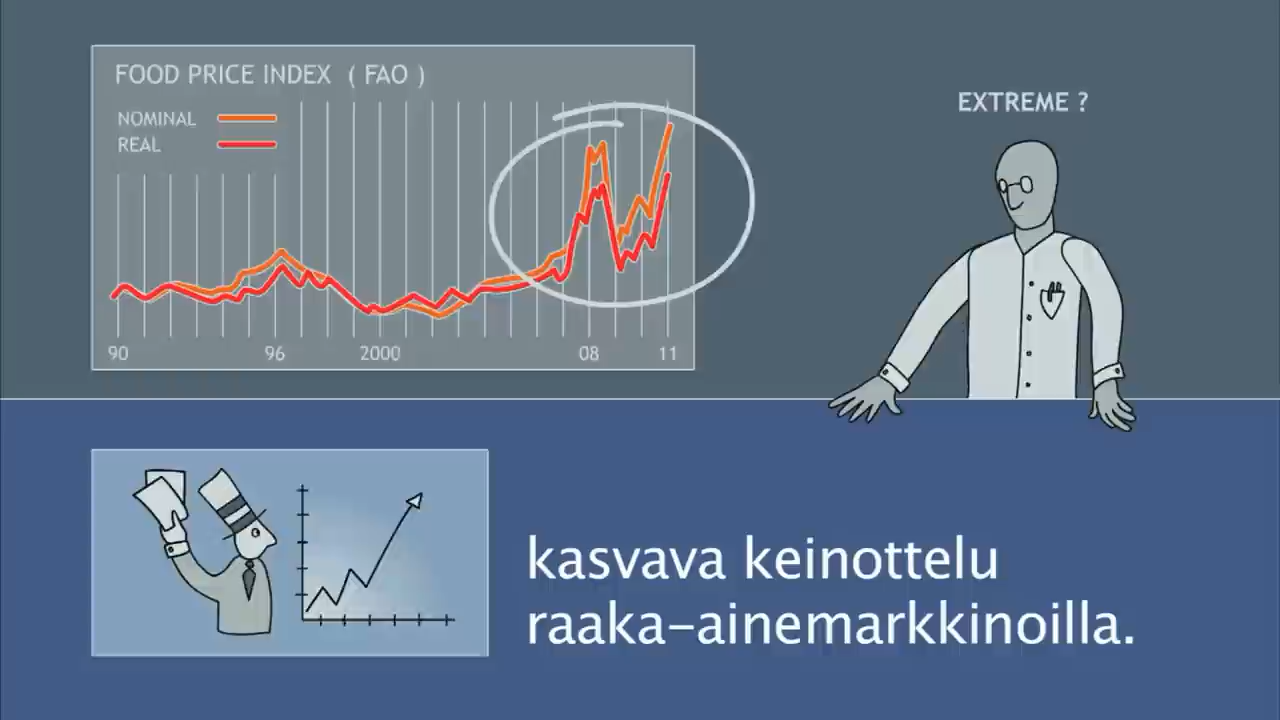 FOOD PRICE INDEX ( FAO )
NOMINAL
REAL
90 96 2000 08 11
EXTREME ?
kasvava keinottelu
raaka-ainemarkkinoilla.